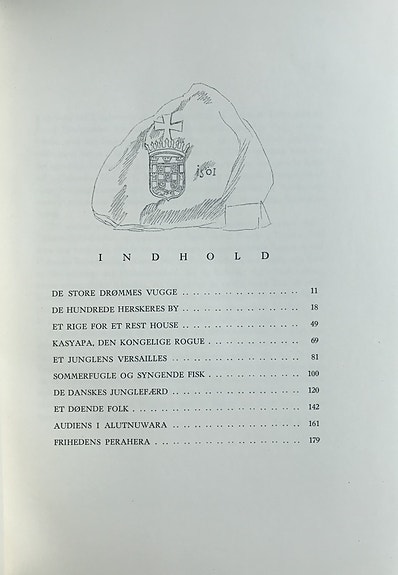 1501
INDHOLD
DE STORE DRØMMES VUGGE .. .. .. .. .. .. .. .. .. .. .. 11
DE HUNDREDE HERSKERES BY .. .. .. .. .. .. .. .. .. .. .. 18
ET RIGE FOR ET REST HOUSE .. .. .. .. .. .. .. .. .. .. .. 49
KASYAPA, DEN KONGELIGE ROGUE . .. .. .. .. .. .. .. .. 69
ET JUNGLENS VERSAILLES .. .. .. .. .. .. .. .. .. .. .. .. 81
SOMMERFUGLE OG SYNGENDE FISK . .. .. .. .. .. .. .. .. 100
DE DANSKES JUNGLEFÆRD .. .. .. .. .. .. .. .. .. .. .. .. 120
ET DØENDE FOLK . .. .. .. .. .. .. .. .. .. .. .. .. .. .. .. 142
AUDIENS I ALUTNUWARA .. .. .. .. .. .. .. .. .. .. .. .. 161
FRIHEDENS PERAHERA . .. .. .. .. .. .. .. .. .. .. .. .. .. 179